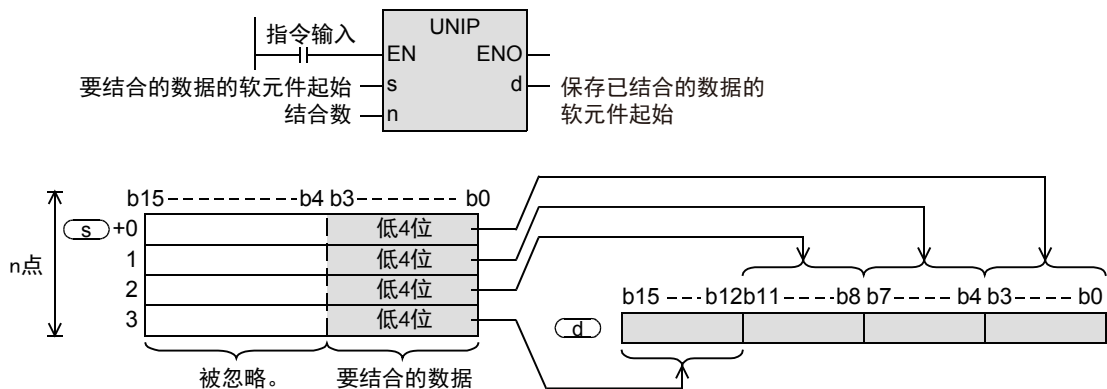 指令输入
UNIP
EN ENO
要结合的数据的软元件起始 s d 保存已结合的数据的
结合数 n 软元件起始
b15 b4 b3 b0
s +0 低4位
n点
1 低4位
2 低4位
3 低4位
b15 b12 b11 b8 b7 b4 b3 b0
d
被忽略。 要结合的数据